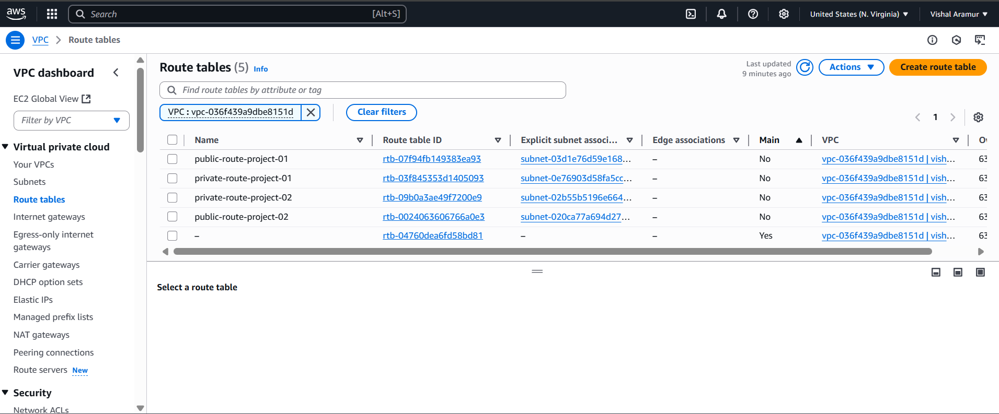 aws
Search [Alt+S]
United States (N. Virginia)
Vishal Aramur
VPC
Route tables
VPC dashboard
EC2 Global View
Filter by VPC
Virtual private cloud
Your VPCs
Subnets
Route tables
Internet gateways
Egress-only internet
gateways
Carrier gateways
DHCP option sets
Elastic IPs
Managed prefix lists
NAT gateways
Peering connections
Route servers New
Security
Network ACLs
Route tables (5) Info
Last updated
9 minutes ago
Actions
Create route table
Find route tables by attribute or tag
VPC : vpc-036f439a9dbe8151d
Clear filters
1
Name Route table ID Explicit subnet associ... Edge associations Main VPC O
public-route-project-01 rtb-07f94fb149383ea93 subnet-03d1e76d59e168... – No vpc-036f439a9dbe8151d | vish... 63
private-route-project-01 rtb-03f845353d1405093 subnet-0e76903d58fa5cc... – No vpc-036f439a9dbe8151d | vish... 63
private-route-project-02 rtb-09b0a3ae49f7200e9 subnet-02b55b5196e664... – No vpc-036f439a9dbe8151d | vish... 63
public-route-project-02 rtb-0024063606766a0e3 subnet-020ca77a694d27... – No vpc-036f439a9dbe8151d | vish... 63
– rtb-04760dea6fd58bd81 – – Yes vpc-036f439a9dbe8151d | vish... 63
Select a route table